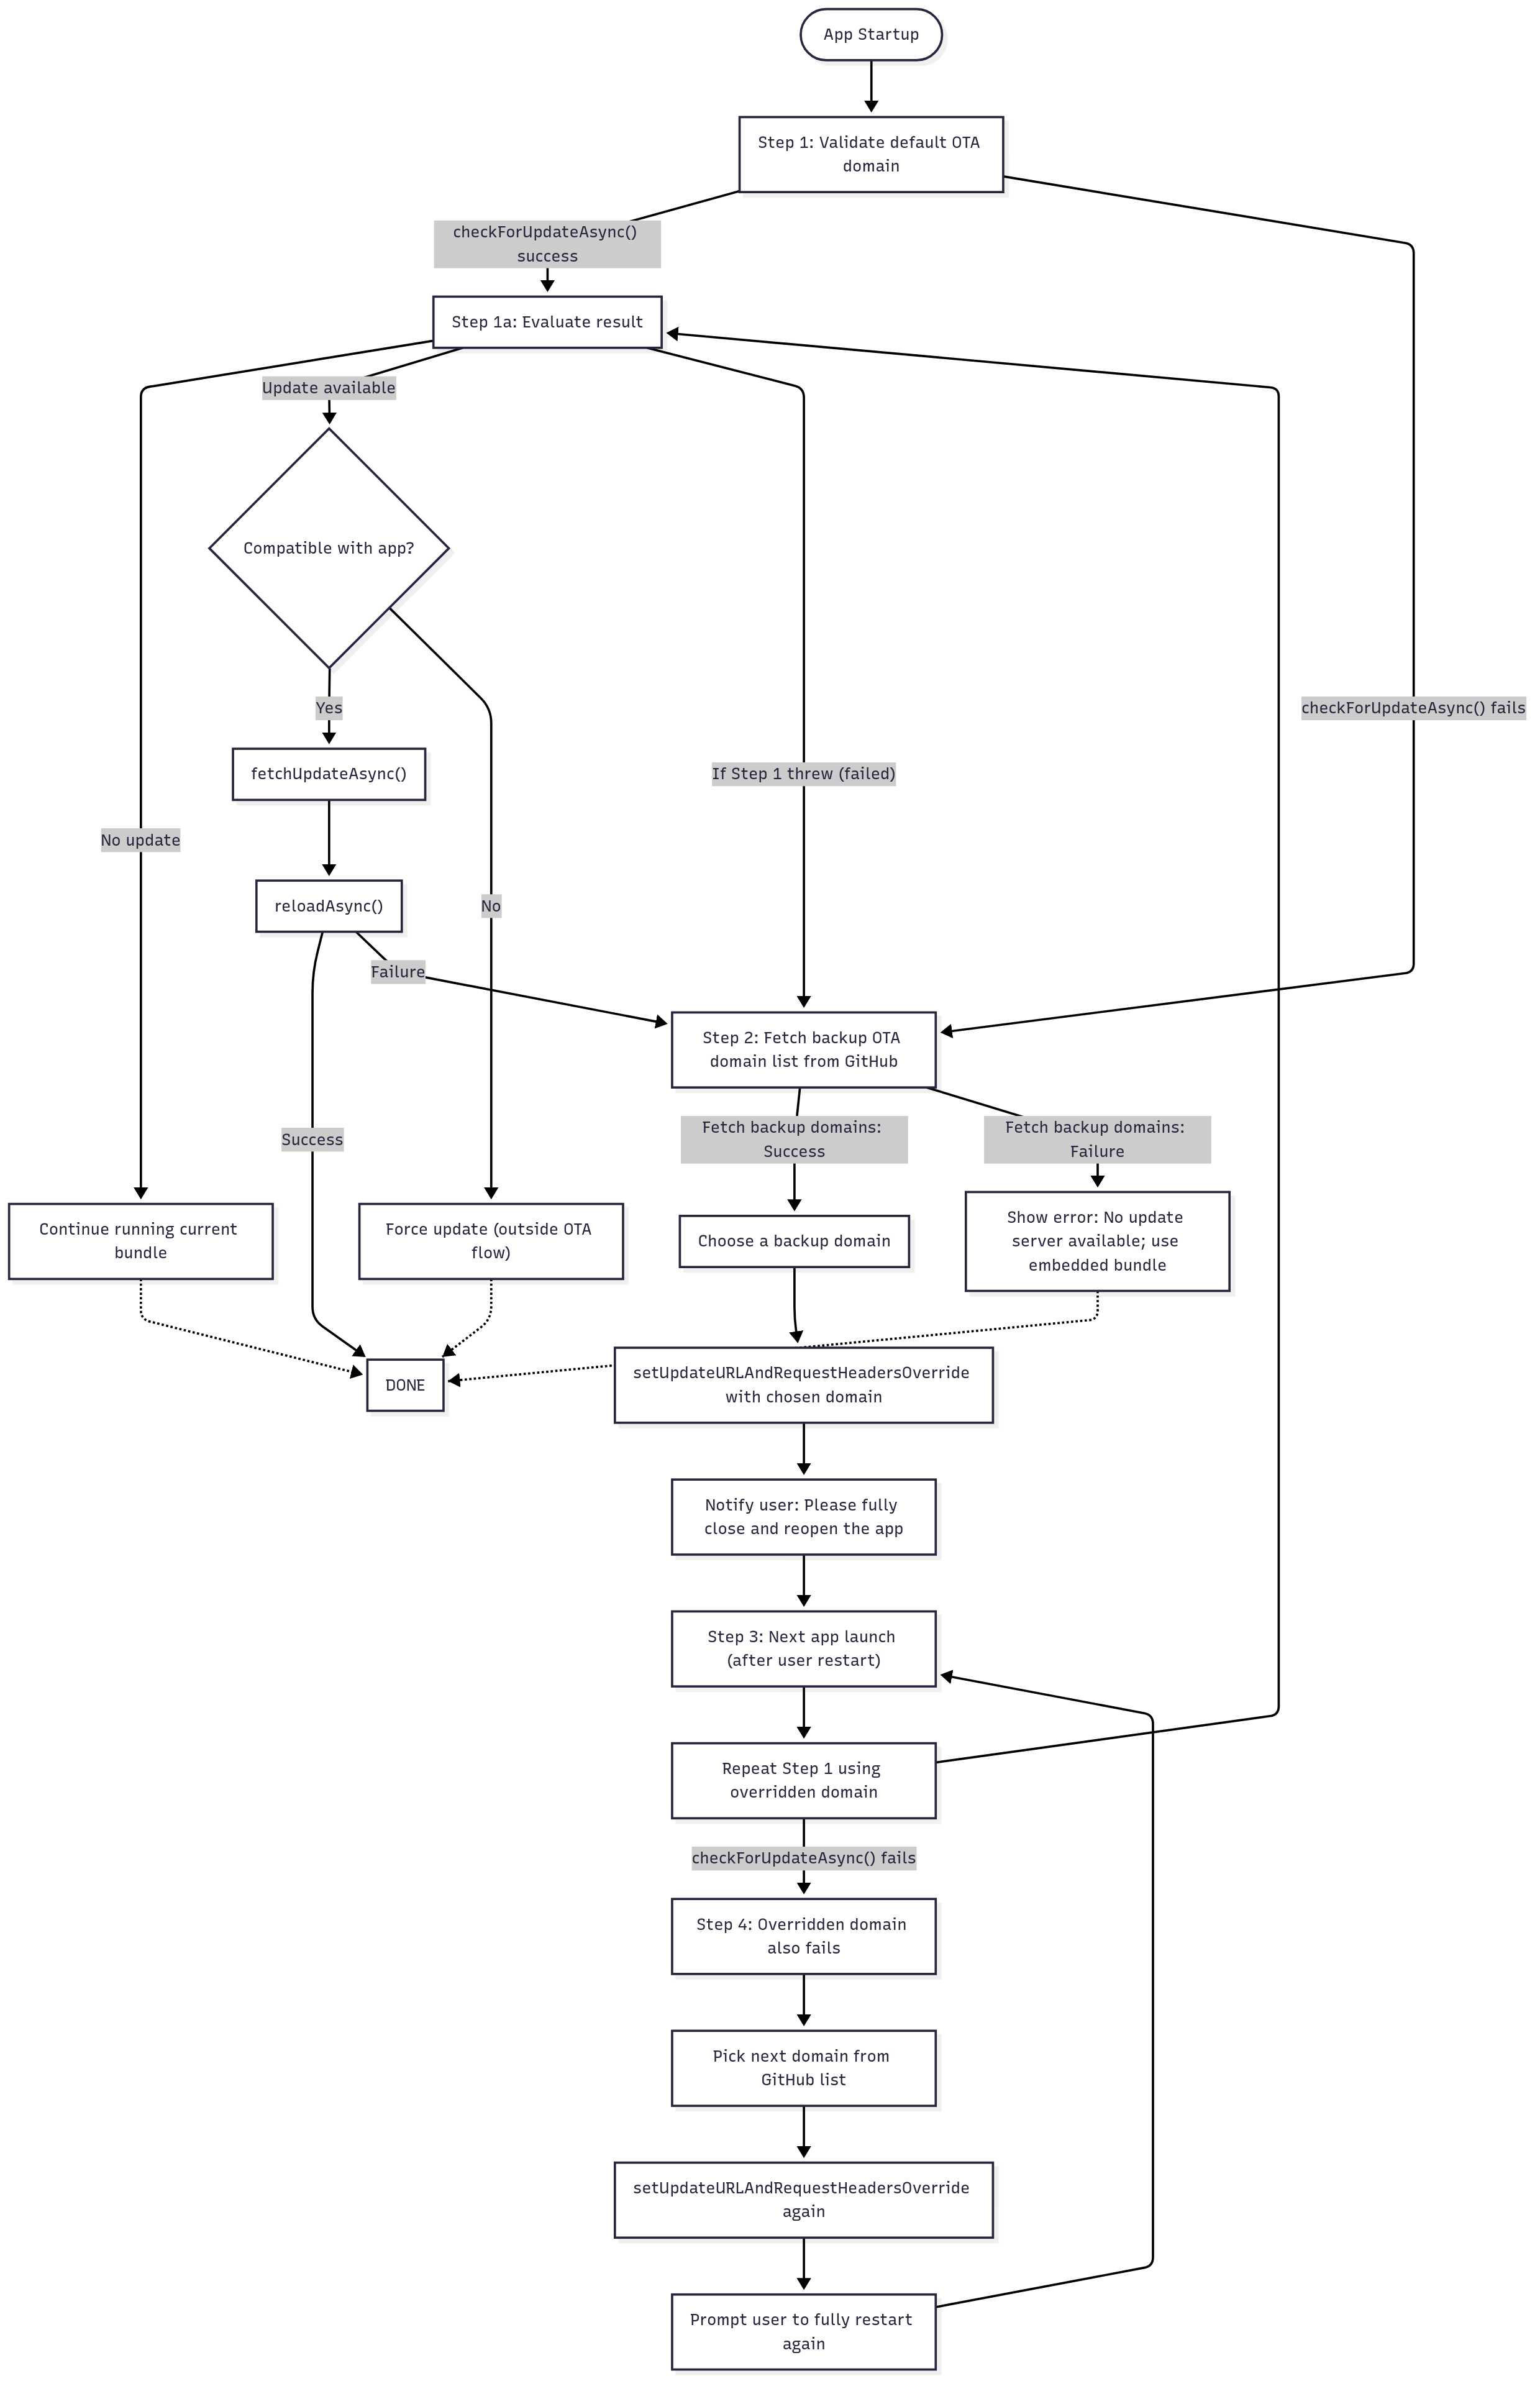 App Startup
Step 1: Validate default OTA
domain
checkForUpdateAsync()
success
Step 1a: Evaluate result
Update available
Compatible with app?
Yes
checkForUpdateAsync() fails
fetchUpdateAsync()
If Step 1 threw (failed)
No update
reloadAsync()
No
Failure
Step 2: Fetch backup OTA
domain list from GitHub
Success
Fetch backup domains:
Success
Fetch backup domains:
Failure
Continue running current
bundle
Force update (outside OTA
flow)
Choose a backup domain
Show error: No update
server available; use
embedded bundle
DONE
setUpdateURLAndRequestHeadersOverride
with chosen domain
Notify user: Please fully
close and reopen the app
Step 3: Next app launch
(after user restart)
Repeat Step 1 using
overridden domain
checkForUpdateAsync() fails
Step 4: Overridden domain
also fails
Pick next domain from
GitHub list
setUpdateURLAndRequestHeadersOverride
again
Prompt user to fully restart
again